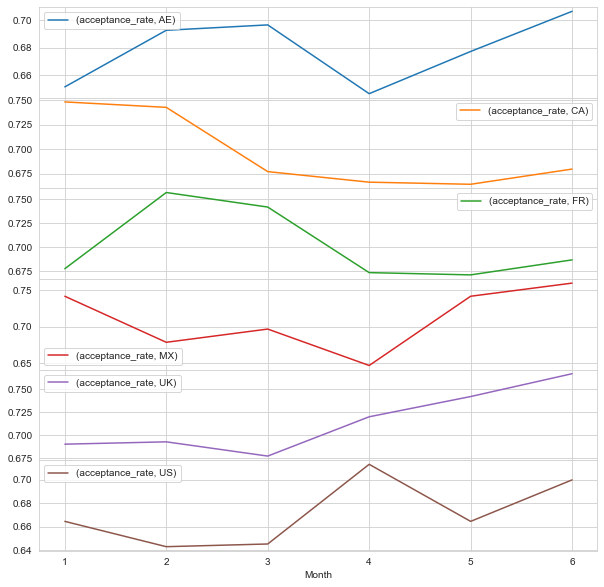 (acceptance_rate, AE)
0.70
0.68
0.66
(acceptance_rate, CA)
0.750
0.725
0.700
0.675
(acceptance_rate, FR)
0.750
0.725
0.700
0.675
0.75
0.70
0.65
(acceptance_rate, MX)
(acceptance_rate, UK)
0.750
0.725
0.700
0.675
(acceptance_rate, US)
0.70
0.68
0.66
0.64
1 2 3 4 5 6
Month